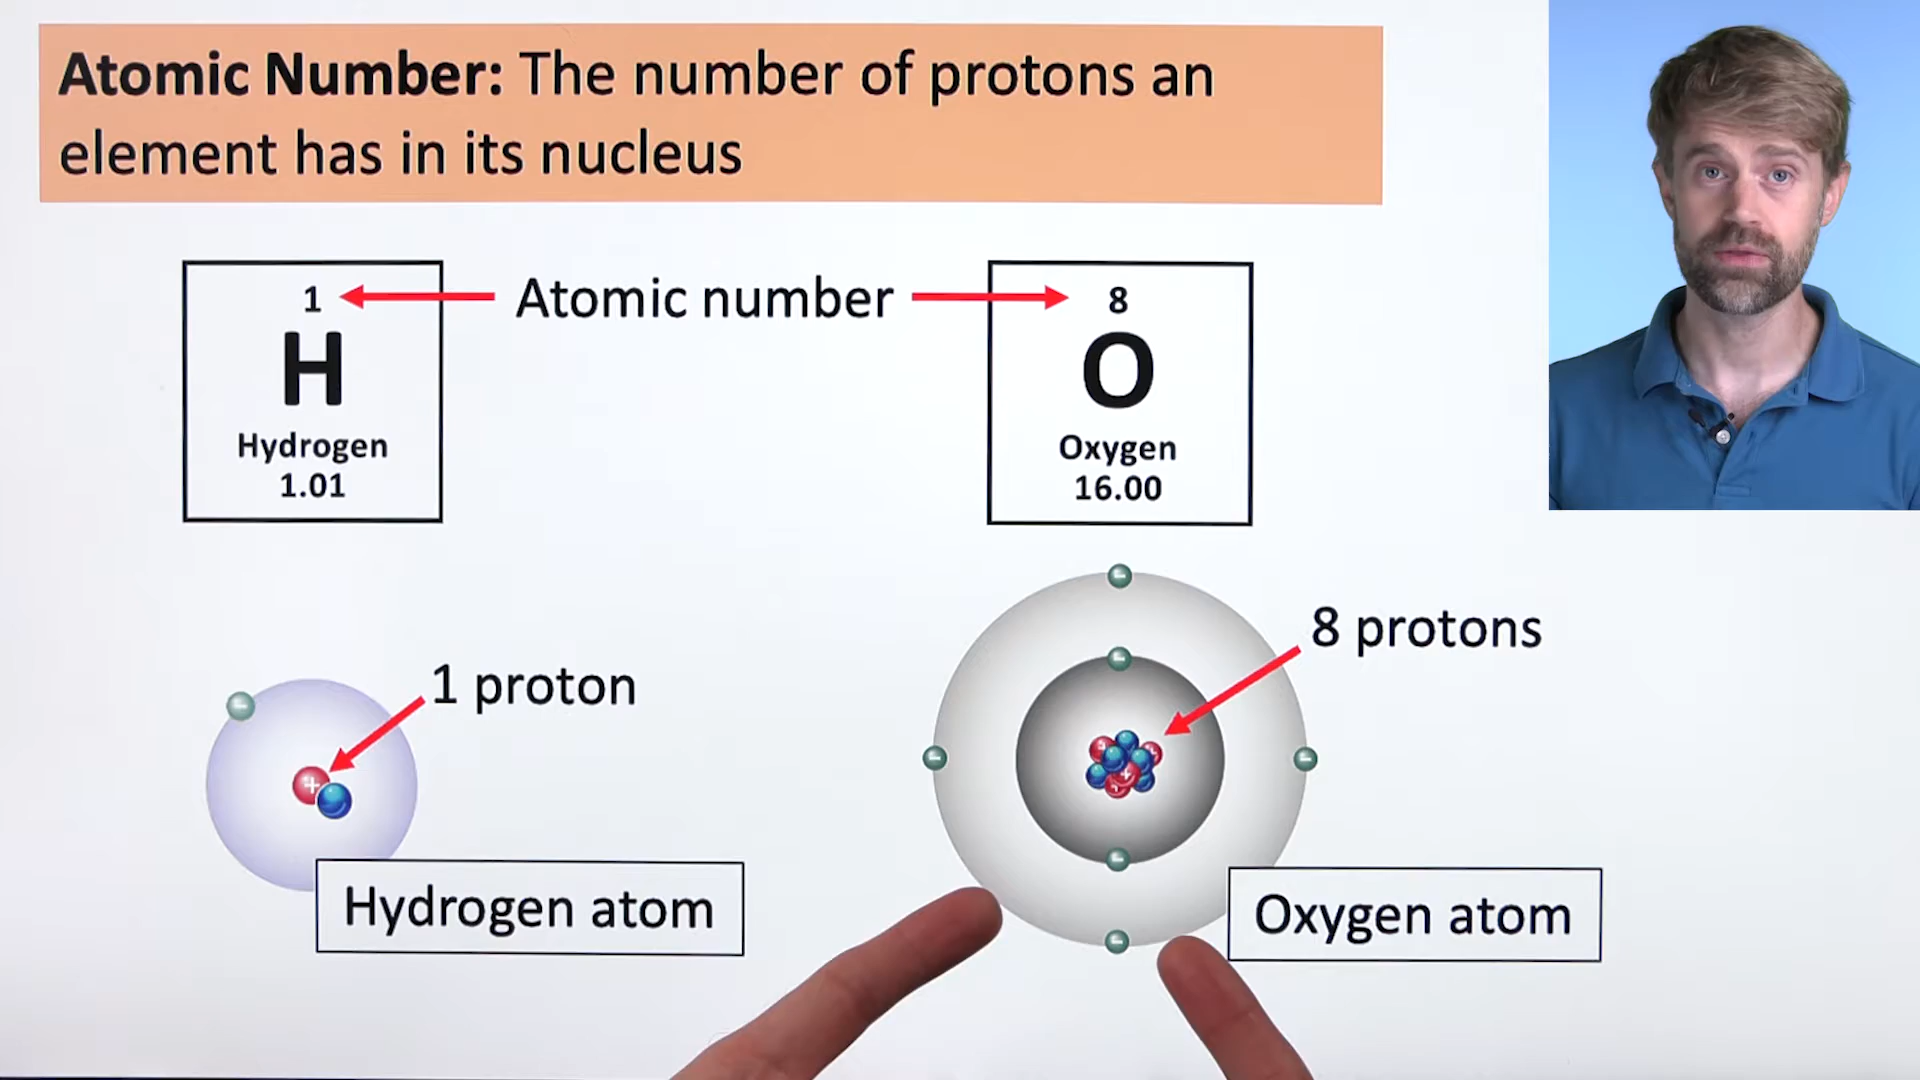 Atomic Number: The number of protons an
element has in its nucleus
1
H
Hydrogen
1.01
Atomic number
8
O
Oxygen
16.00
1 proton
8 protons
Hydrogen atom
Oxygen atom